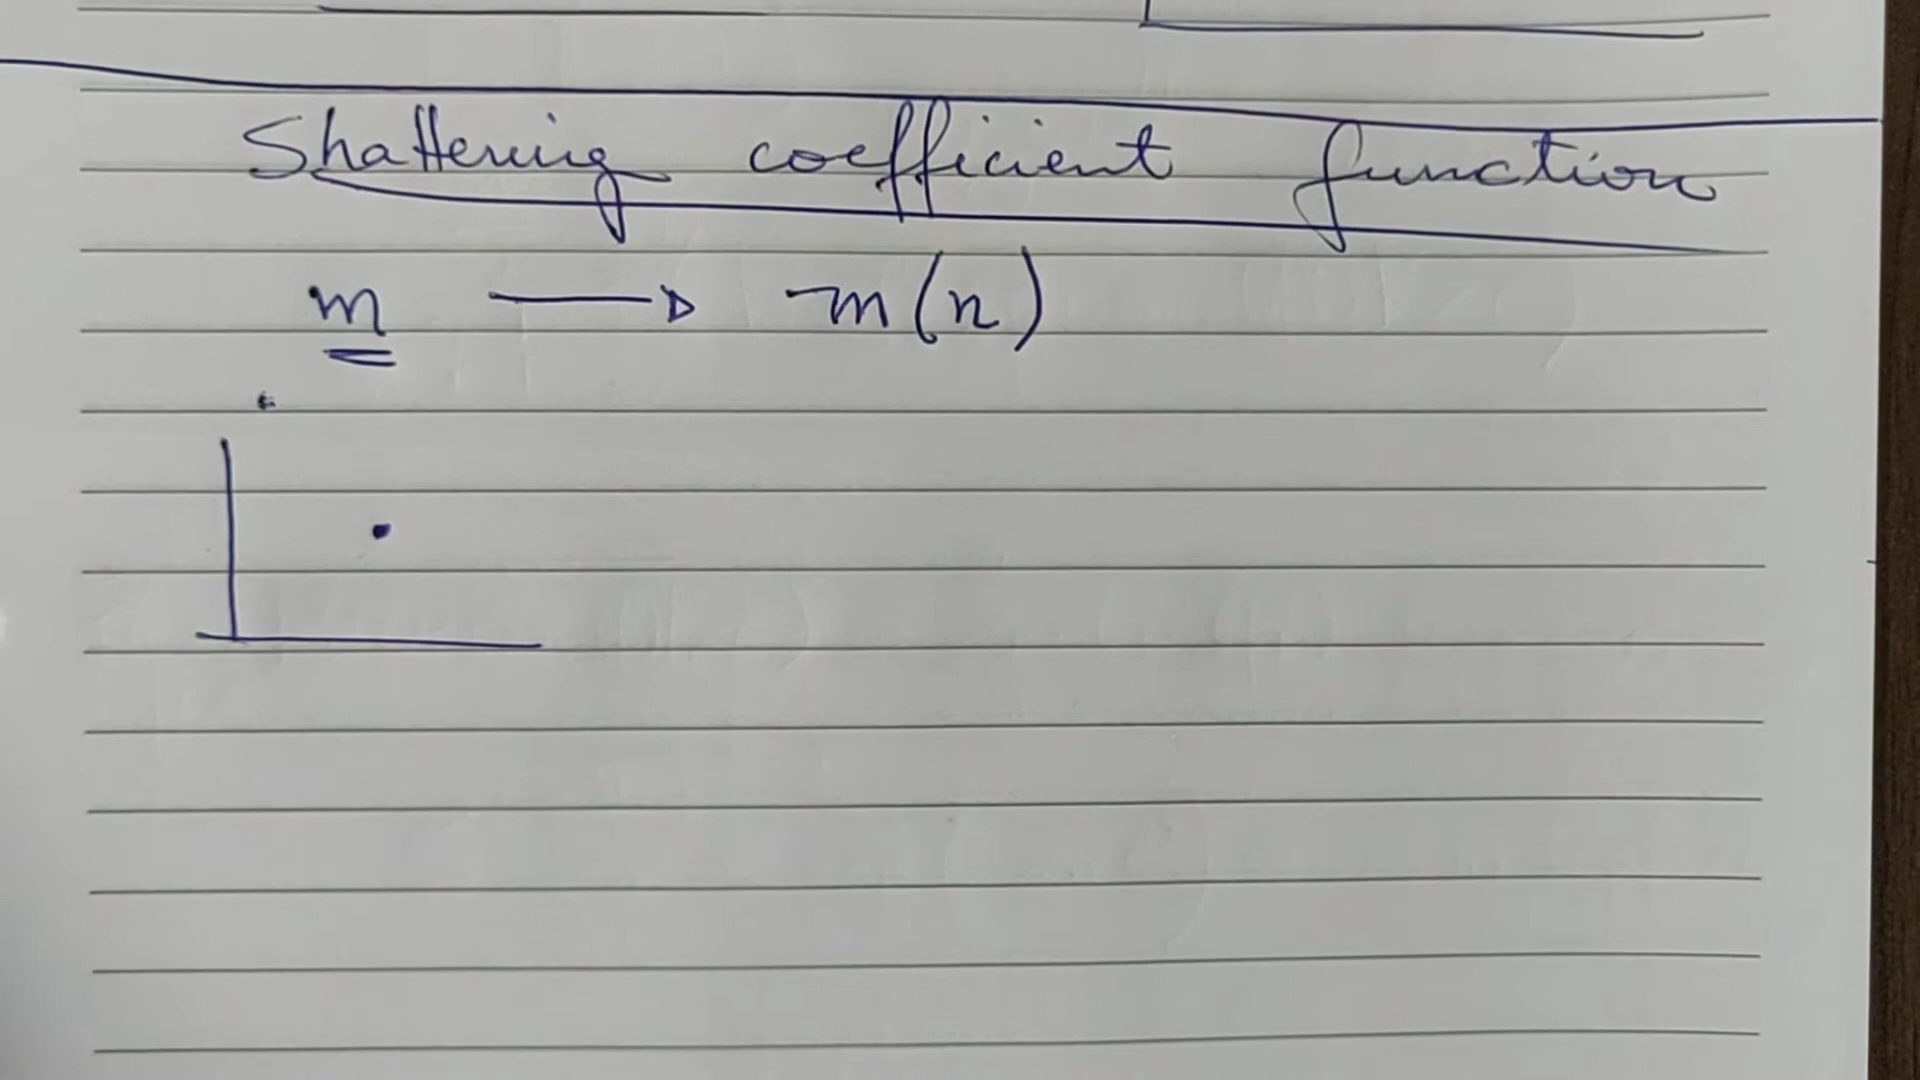 Shattering coefficient function
m → m(n)